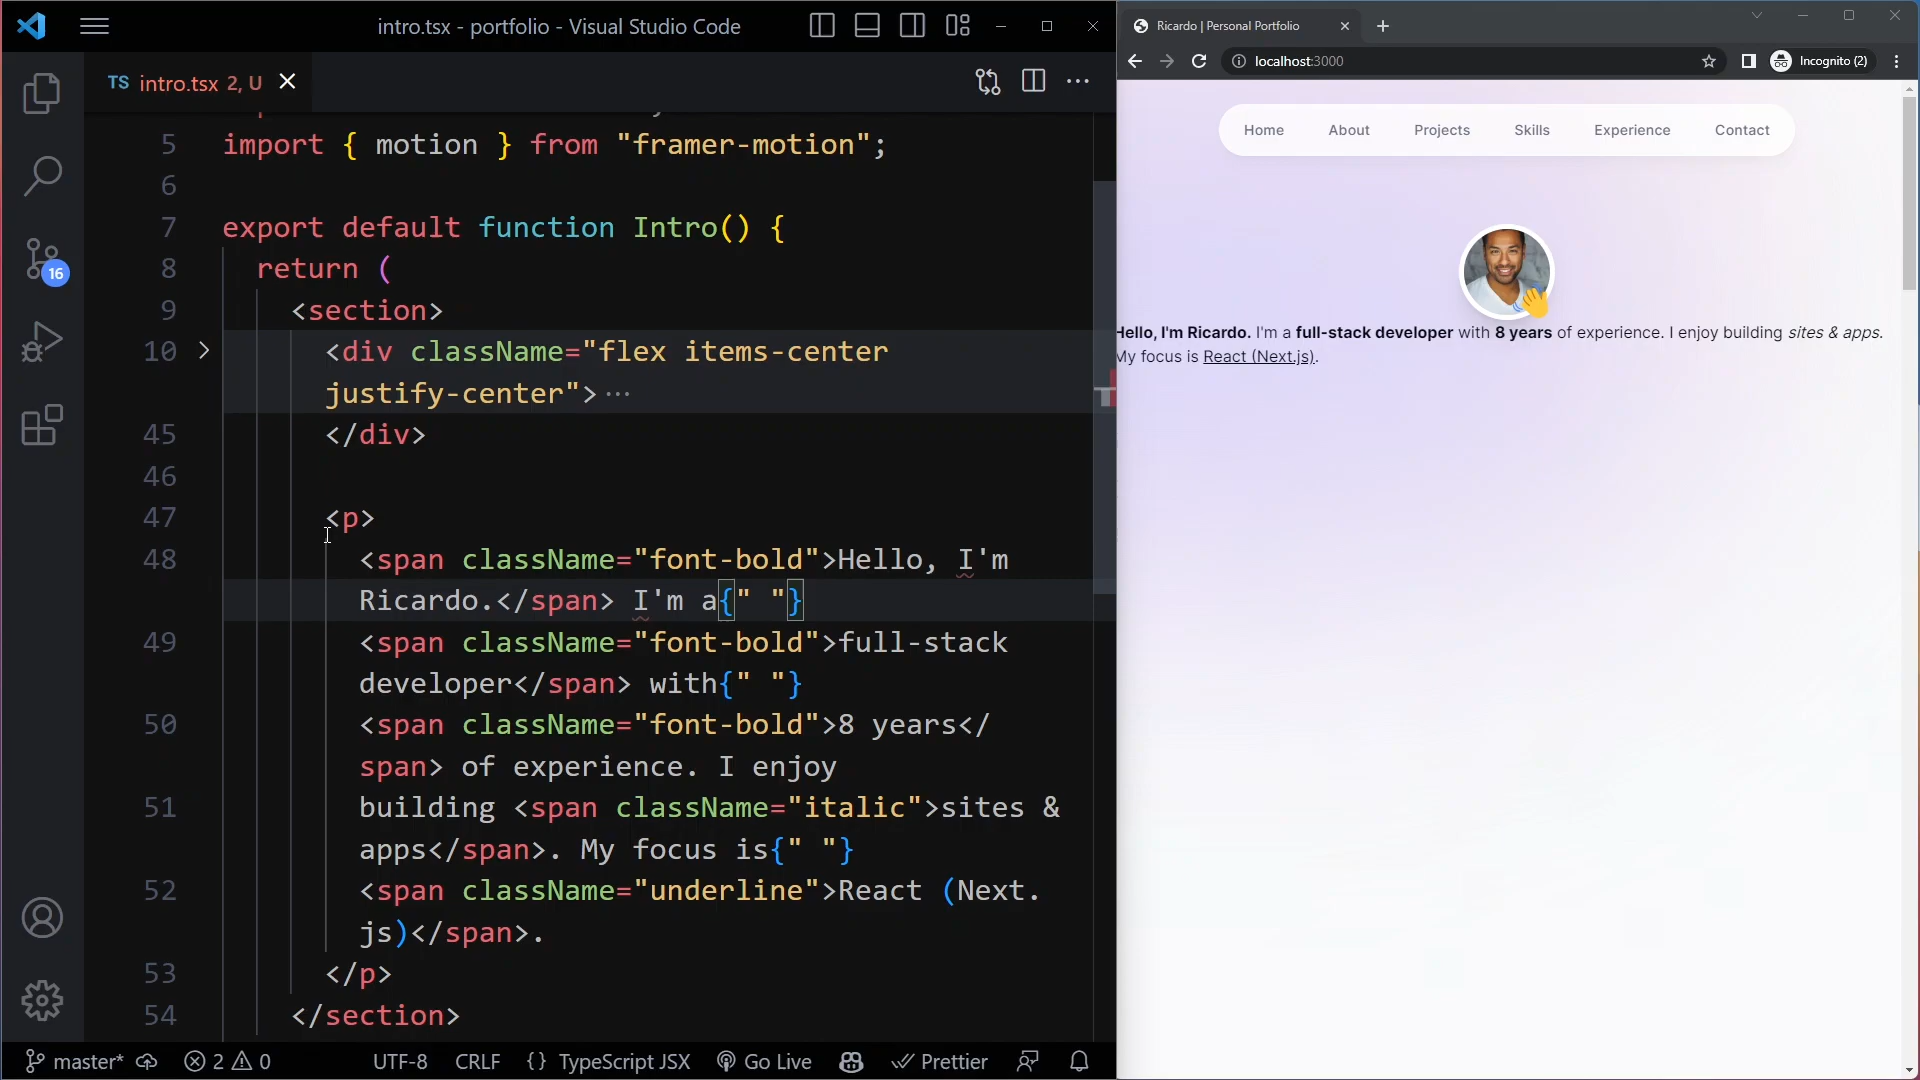 intro.tsx - portfolio - Visual Studio Code
TS intro.tsx 2, U
5 import { motion } from "framer-motion";
6
7 export default function Intro() {
8 return (
9 <section>
10 <div className="flex items-center
justify-center">···
45 </div>
46
47 <p>
48 <span className="font-bold">Hello, I'm
Ricardo.</span> I'm a{" "}
49 <span className="font-bold">full-stack
developer</span> with{" "}
50 <span className="font-bold">8 years</
span> of experience. I enjoy
51 building <span className="italic">sites &
apps</span>. My focus is{" "}
52 <span className="underline">React (Next.
js)</span>.
53 </p>
54 </section>
16
master* 2 0 UTF-8 CRLF {} TypeScript JSX Go Live Prettier
Ricardo | Personal Portfolio
localhost:3000 Incognito (2)
Home About Projects Skills Experience Contact
Hello, I'm Ricardo. I'm a full-stack developer with 8 years of experience. I enjoy building sites & apps.
My focus is React (Next.js).